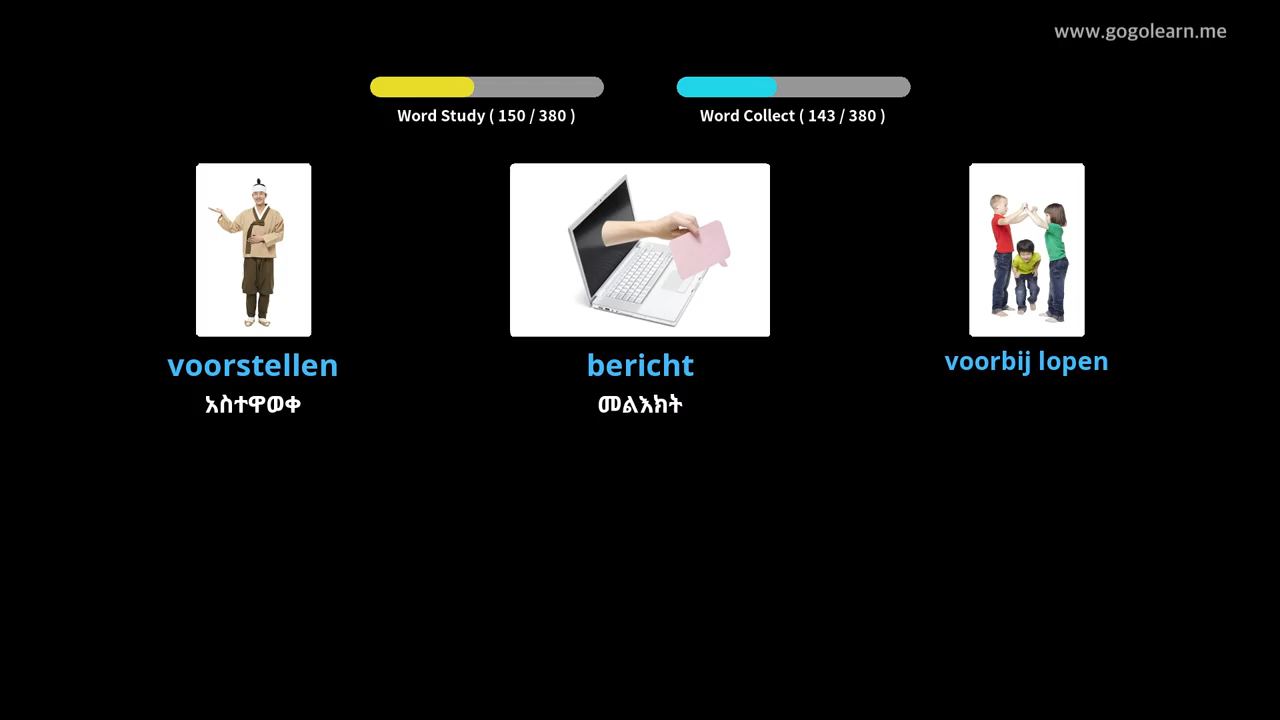 www.gogolearn.me
Word Study ( 150 / 380 )
Word Collect ( 143 / 380 )
voorstellen
አስተዋወቀ
bericht
መልእክት
voorbij lopen